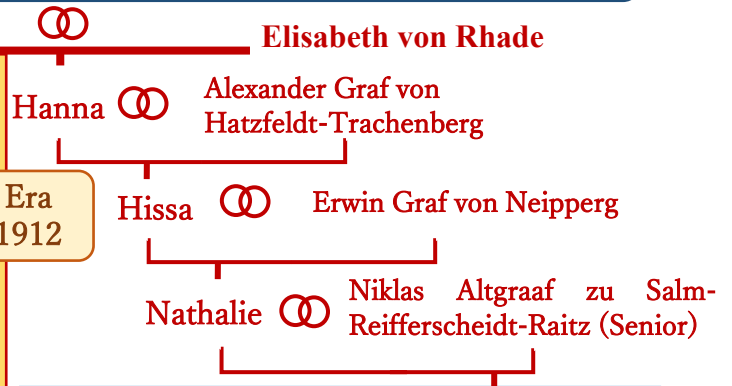 Elisabeth von Rhade
Hanna
Alexander Graf von
Hatzfeldt-Trachenberg
Era
1912
Hissa
Erwin Graf von Neipperg
Nathalie
Niklas Altgraaf zu Salm-
Reifferscheidt-Raitz (Senior)